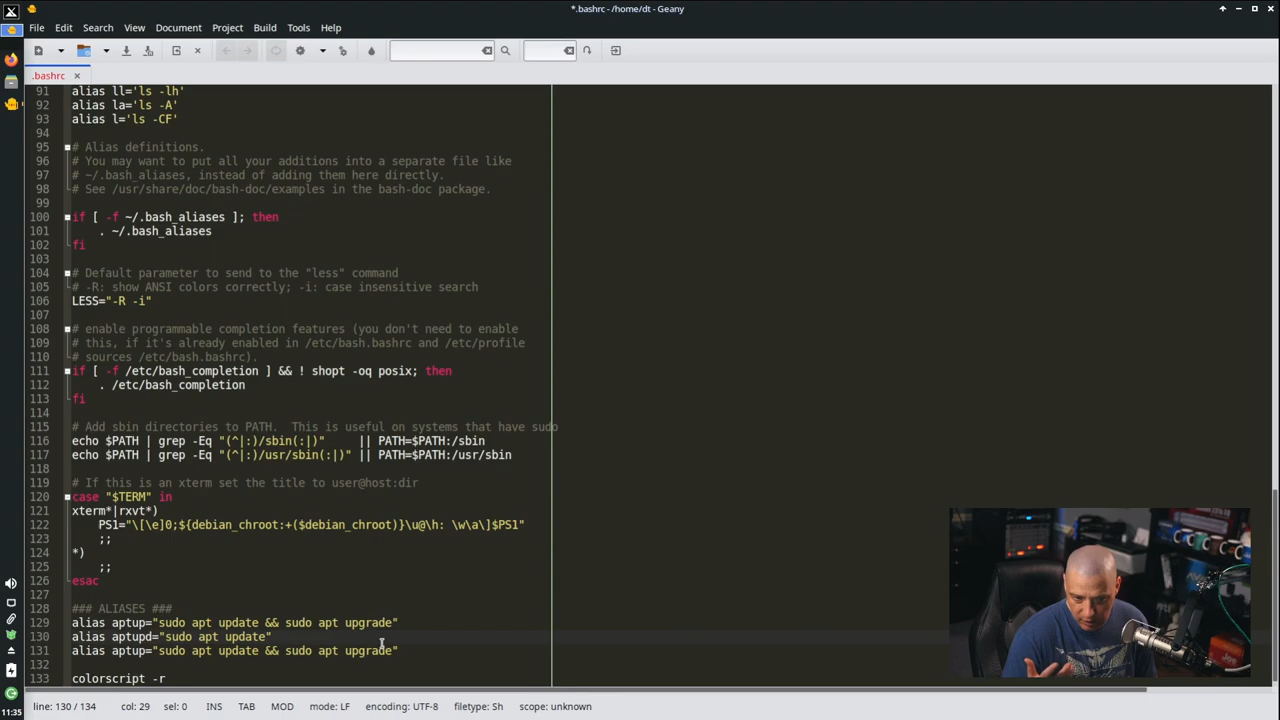 *.bashrc - /home/dt - Geany
File Edit Search View Document Project Build Tools Help
.bashrc
91 alias ll='ls -lh'
92 alias la='ls -A'
93 alias l='ls -CF'
94
95 # Alias definitions.
96 # You may want to put all your additions into a separate file like
97 # ~/.bash_aliases, instead of adding them here directly.
98 # See /usr/share/doc/bash-doc/examples in the bash-doc package.
99
100 if [ -f ~/.bash_aliases ]; then
101     . ~/.bash_aliases
102 fi
103
104 # Default parameter to send to the "less" command
105 # -R: show ANSI colors correctly; -i: case insensitive search
106 LESS="-R -i"
107
108 # enable programmable completion features (you don't need to enable
109 # this, if it's already enabled in /etc/bash.bashrc and /etc/profile
110 # sources /etc/bash.bashrc).
111 if [ -f /etc/bash_completion ] && ! shopt -oq posix; then
112     . /etc/bash_completion
113 fi
114
115 # Add sbin directories to PATH.  This is useful on systems that have sudo
116 echo $PATH | grep -Eq "(^|:)/sbin(:|)"     || PATH=$PATH:/sbin
117 echo $PATH | grep -Eq "(^|:)/usr/sbin(:|)" || PATH=$PATH:/usr/sbin
118
119 # If this is an xterm set the title to user@host:dir
120 case "$TERM" in
121 xterm*|rxvt*)
122     PS1="\[\e]0;${debian_chroot:+($debian_chroot)}\u@\h: \w\a\]$PS1"
123     ;;
124 *)
125     ;;
126 esac
127
128 ### ALIASES ###
129 alias aptup="sudo apt update && sudo apt upgrade"
130 alias aptupd="sudo apt update"
131 alias aptup="sudo apt update && sudo apt upgrade"
132
133 colorscript -r
line: 130 / 134 col: 29 sel: 0 INS TAB MOD mode: LF encoding: UTF-8 filetype: Sh scope: unknown
11:35